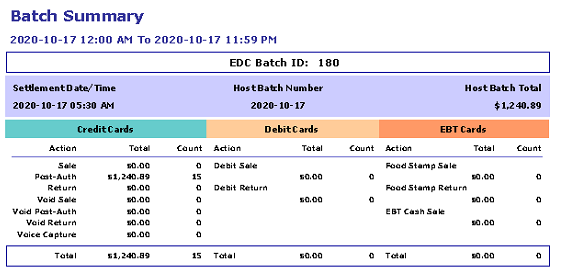 Batch Summary
2020-10-17 12:00 AM To 2020-10-17 11:59 PM
EDC Batch ID: 180
Settlement Date/Time Host Batch Number Host Batch Total
2020-10-17 05:30 AM 2020-10-17 $1,240.89
Credit Cards Debit Cards EBT Cards
Action Total Count Action Total Count Action Total Count
Sale $0.00 0 Debit Sale Food Stamp Sale
Post-Auth $1,240.89 15 $0.00 0 $0.00 0
Return $0.00 0 Debit Return Food Stamp Return
Void Sale $0.00 0 $0.00 0 $0.00 0
Void Post-Auth $0.00 0 EBT Cash Sale
Void Return $0.00 0 $0.00 0
Voice Capture $0.00 0
Total $1,240.89 15 Total $0.00 0 Total $0.00 0